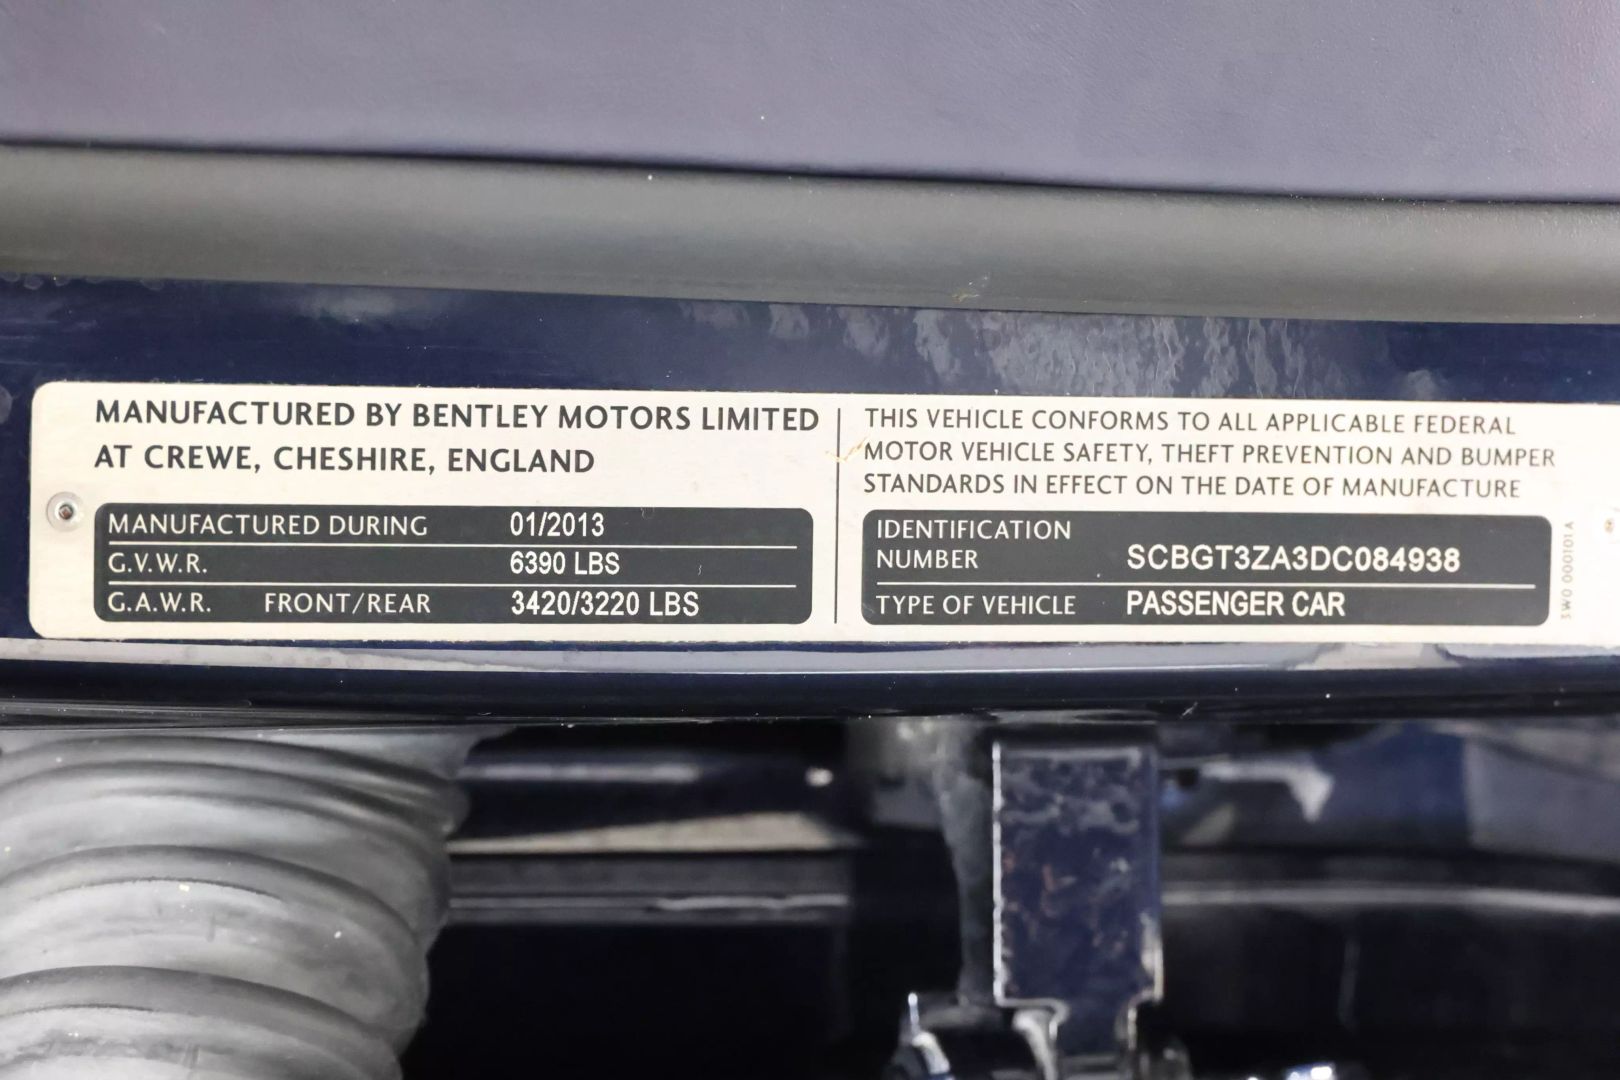 MANUFACTURED BY BENTLEY MOTORS LIMITED
AT CREWE, CHESHIRE, ENGLAND
MANUFACTURED DURING 01/2013
G.V.W.R. 6390 LBS
G.A.W.R. FRONT/REAR 3420/3220 LBS
THIS VEHICLE CONFORMS TO ALL APPLICABLE FEDERAL
MOTOR VEHICLE SAFETY, THEFT PREVENTION AND BUMPER
STANDARDS IN EFFECT ON THE DATE OF MANUFACTURE
IDENTIFICATION
NUMBER SCBGT3ZA3DC084938
TYPE OF VEHICLE PASSENGER CAR
3W0 000101A